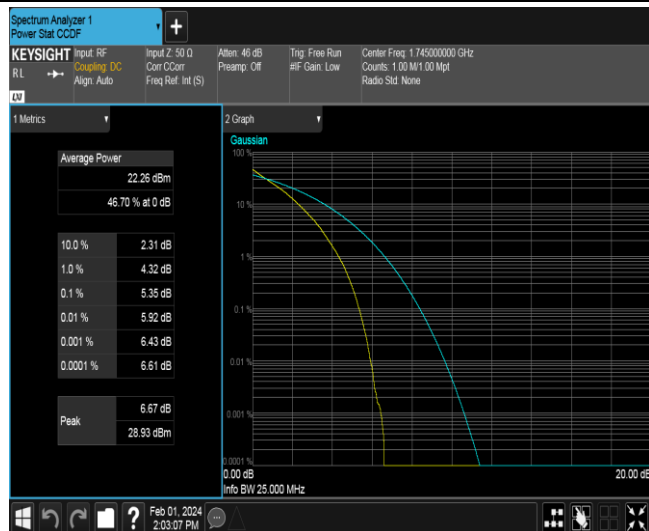 Spectrum Analyzer 1
Power Stat CCDF
+
KEYSIGHT
RL
LXI
Input: RF
Coupling: DC
Align: Auto
Input Z: 50 Ω
Corr CCorr
Freq Ref: Int (S)
Atten: 46 dB
Preamp: Off
Trig: Free Run
#IF Gain: Low
Center Freq: 1.745000000 GHz
Counts: 1.00 M/1.00 Mpt
Radio Std: None
1 Metrics
Average Power
22.26 dBm
46.70 % at 0 dB
10.0 % 2.31 dB
1.0 % 4.32 dB
0.1 % 5.35 dB
0.01 % 5.92 dB
0.001 % 6.43 dB
0.0001 % 6.61 dB
Peak
6.67 dB
28.93 dBm
2 Graph
Gaussian
100 %
10 %
1 %
0.1 %
0.01 %
0.001 %
0.0001 %
0.00 dB
20.00 dB
Info BW 25.000 MHz
?
Feb 01, 2024
2:03:07 PM